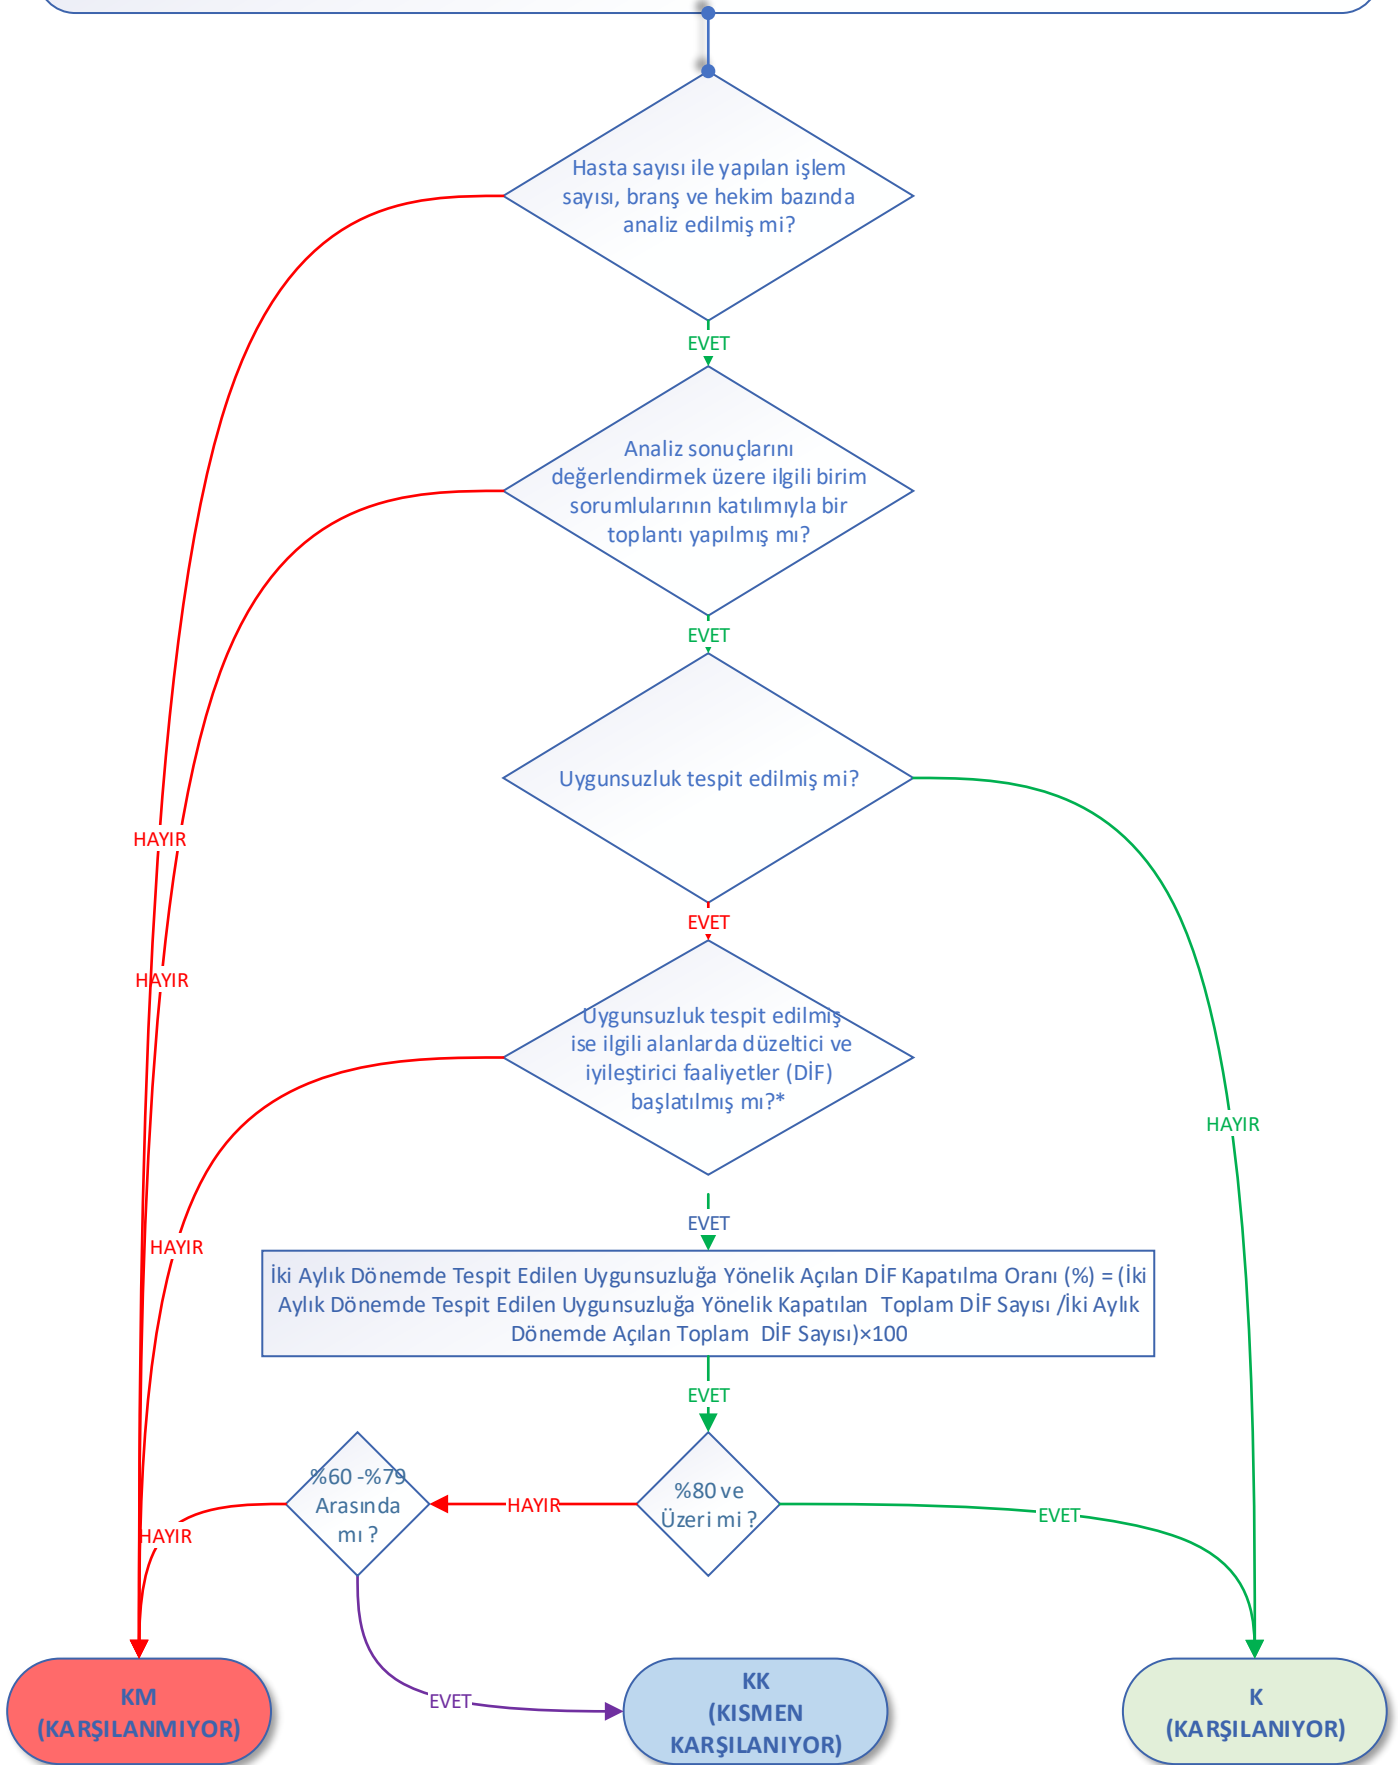 Hasta sayısı ile yapılan işlem
sayısı, branş ve hekim bazında
analiz edilmiş mi?
EVET
Analiz sonuçlarını
değerlendirmek üzere ilgili birim
sorumlularının katılımıyla bir
toplantı yapılmış mı?
EVET
Uygunsuzluk tespit edilmiş mi?
HAYIR
EVET
HAYIR
Uygunsuzluk tespit edilmiş
ise ilgili alanlarda düzeltici ve
iyileştirici faaliyetler (DİF)
başlatılmış mı?*
HAYIR
EVET
HAYIR
İki Aylık Dönemde Tespit Edilen Uygunsuzluğa Yönelik Açılan DİF Kapatılma Oranı (%) = (İki
Aylık Dönemde Tespit Edilen Uygunsuzluğa Yönelik Kapatılan Toplam DİF Sayısı /İki Aylık
Dönemde Açılan Toplam DİF Sayısı)×100
EVET
%60 -%79
Arasında
mı ?
HAYIR
%80 ve
Üzeri mi ?
EVET
HAYIR
EVET
KM
(KARŞILANMIYOR)
KK
(KISMEN
KARŞILANIYOR)
K
(KARŞILANIYOR)